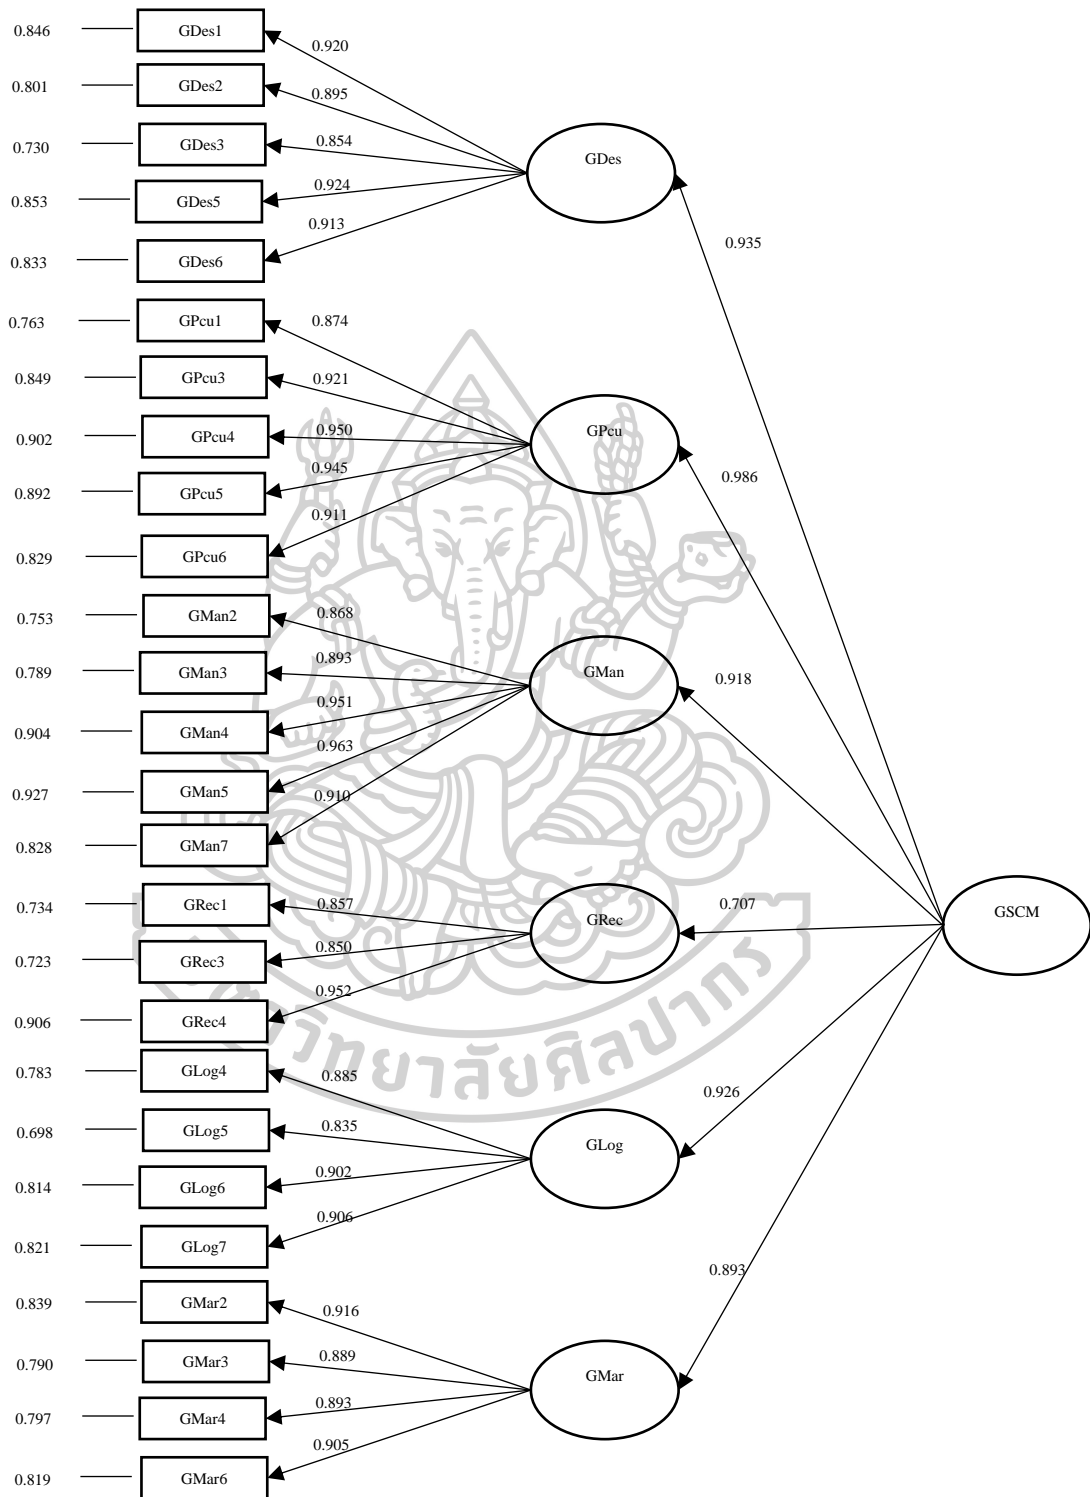 0.846 GDes1 0.920
0.801 GDes2 0.895
0.730 GDes3 0.854 GDes
0.853 GDes5 0.924
0.833 GDes6 0.913 0.935
0.763 GPcu1 0.874
0.849 GPcu3 0.921
0.902 GPcu4 0.950 GPcu
0.892 GPcu5 0.945 0.986
0.829 GPcu6 0.911
0.753 GMan2 0.868
0.789 GMan3 0.893 GMan 0.918
0.904 GMan4 0.951
0.927 GMan5 0.963
0.828 GMan7 0.910
0.734 GRec1 0.857 0.707 GSCM
0.723 GRec3 0.850 GRec
0.906 GRec4 0.952
0.783 GLog4 0.885 0.926
0.698 GLog5 0.835 GLog
0.814 GLog6 0.902
0.821 GLog7 0.906
0.839 GMar2 0.916 0.893
0.790 GMar3 0.889 GMar
0.797 GMar4 0.893
0.819 GMar6 0.905
มหาวิทยาลัยศิลปากร